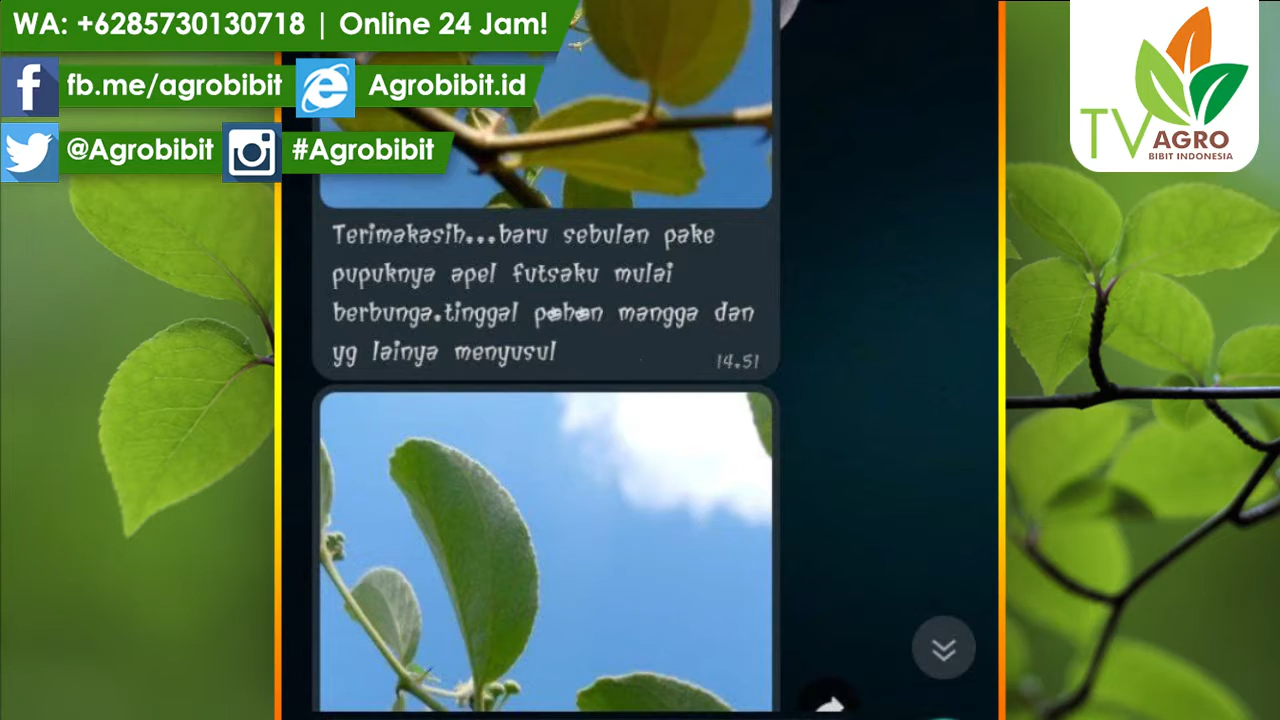 WA: +6285730130718 | Online 24 Jam!
fb.me/agrobibit Agrobibit.id
@Agrobibit #Agrobibit
TV AGRO
BIBIT INDONESIA
Terimakasih...baru sebulan pake
pupuknya apel futsaku mulai
berbunga.tinggal pohon mangga dan
yg lainya menyusul
14.51